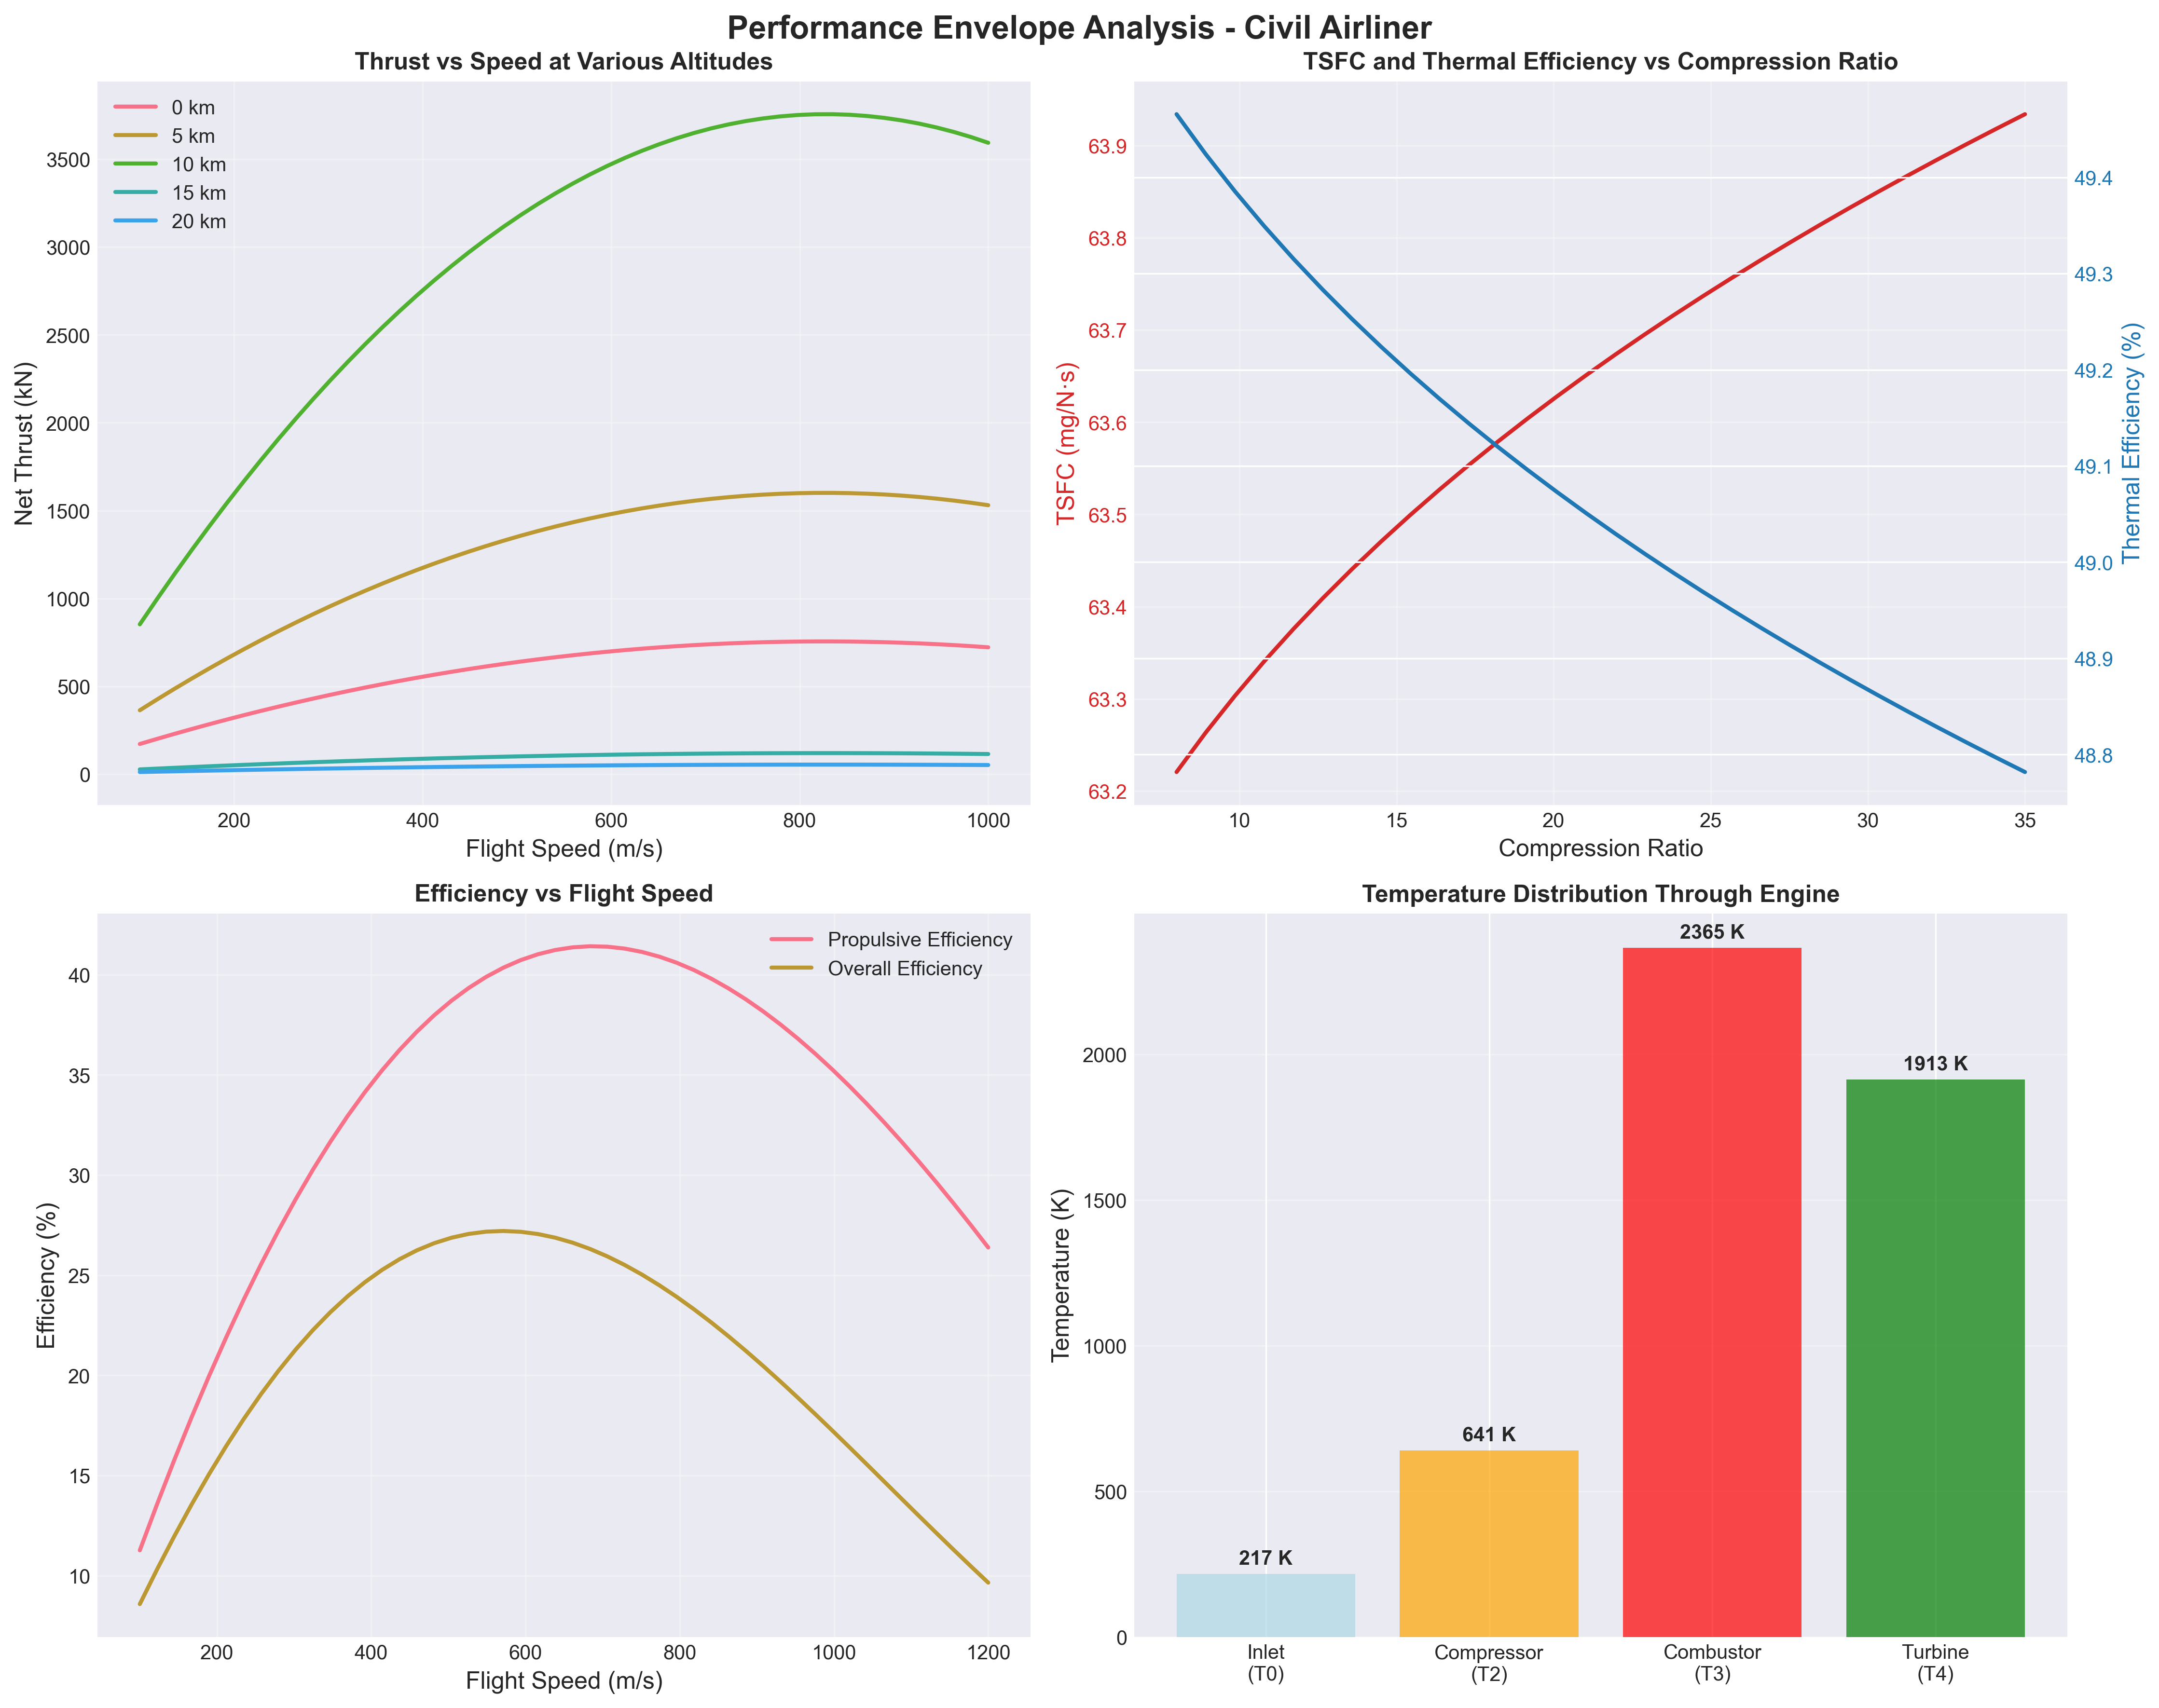 Performance Envelope Analysis - Civil Airliner
Thrust vs Speed at Various Altitudes
0 km
5 km
10 km
15 km
20 km
3500
3000
2500
2000
1500
1000
500
0
Net Thrust (kN)
200 400 600 800 1000
Flight Speed (m/s)
TSFC and Thermal Efficiency vs Compression Ratio
63.9
63.8
63.7
63.6
63.5
63.4
63.3
63.2
TSFC (mg/N·s)
49.4
49.3
49.2
49.1
49.0
48.9
48.8
Thermal Efficiency (%)
10 15 20 25 30 35
Compression Ratio
Efficiency vs Flight Speed
Propulsive Efficiency
Overall Efficiency
40
35
30
25
20
15
10
Efficiency (%)
200 400 600 800 1000 1200
Flight Speed (m/s)
Temperature Distribution Through Engine
2365 K
1913 K
641 K
217 K
2000
1500
1000
500
0
Temperature (K)
Inlet Compressor Combustor Turbine
(T0) (T2) (T3) (T4)